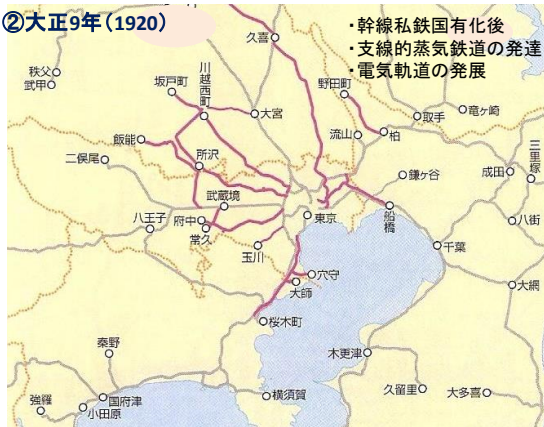 ②大正9年(1920)
・幹線私鉄国有化後
・支線的蒸気鉄道の発達
・電気軌道の発展
久喜
秩父
武甲
坂戸町
川越西町
野田町
大宮
取手
竜ヶ崎
飯能
流山
柏
二俣尾
所沢
三里塚
鎌ヶ谷
成田
武蔵境
八王子
府中
東京
船橋
八街
常久
玉川
千葉
穴守
大師
大網
桜木町
秦野
木更津
強羅
国府津
小田原
横須賀
久留里
大多喜